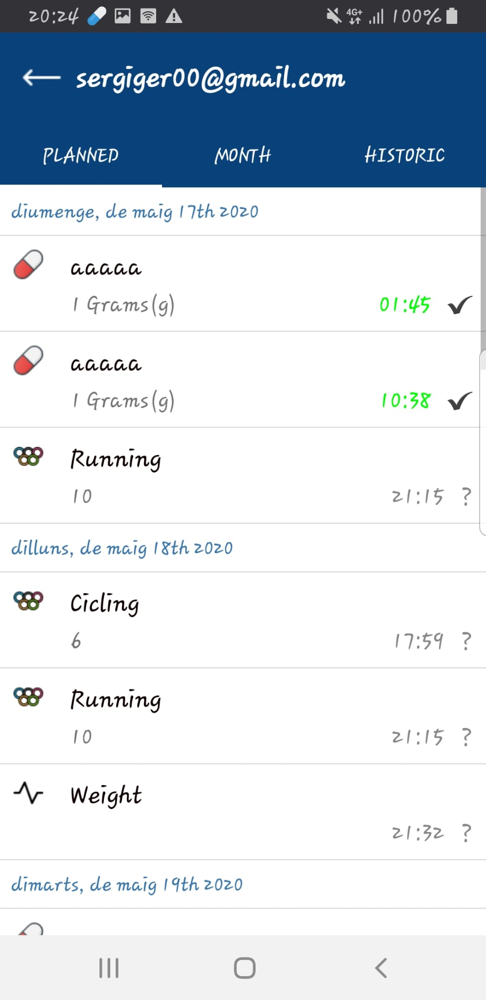 20:24 4G+ 100%
sergiger00@gmail.com
PLANNED MONTH HISTORIC
diumenge, de maig 17th 2020
aaaaa
1 Grams(g) 01:45
aaaaa
1 Grams(g) 10:38
Running
10 21:15 ?
dilluns, de maig 18th 2020
Cicling
6 17:59 ?
Running
10 21:15 ?
Weight
21:32 ?
dimarts, de maig 19th 2020